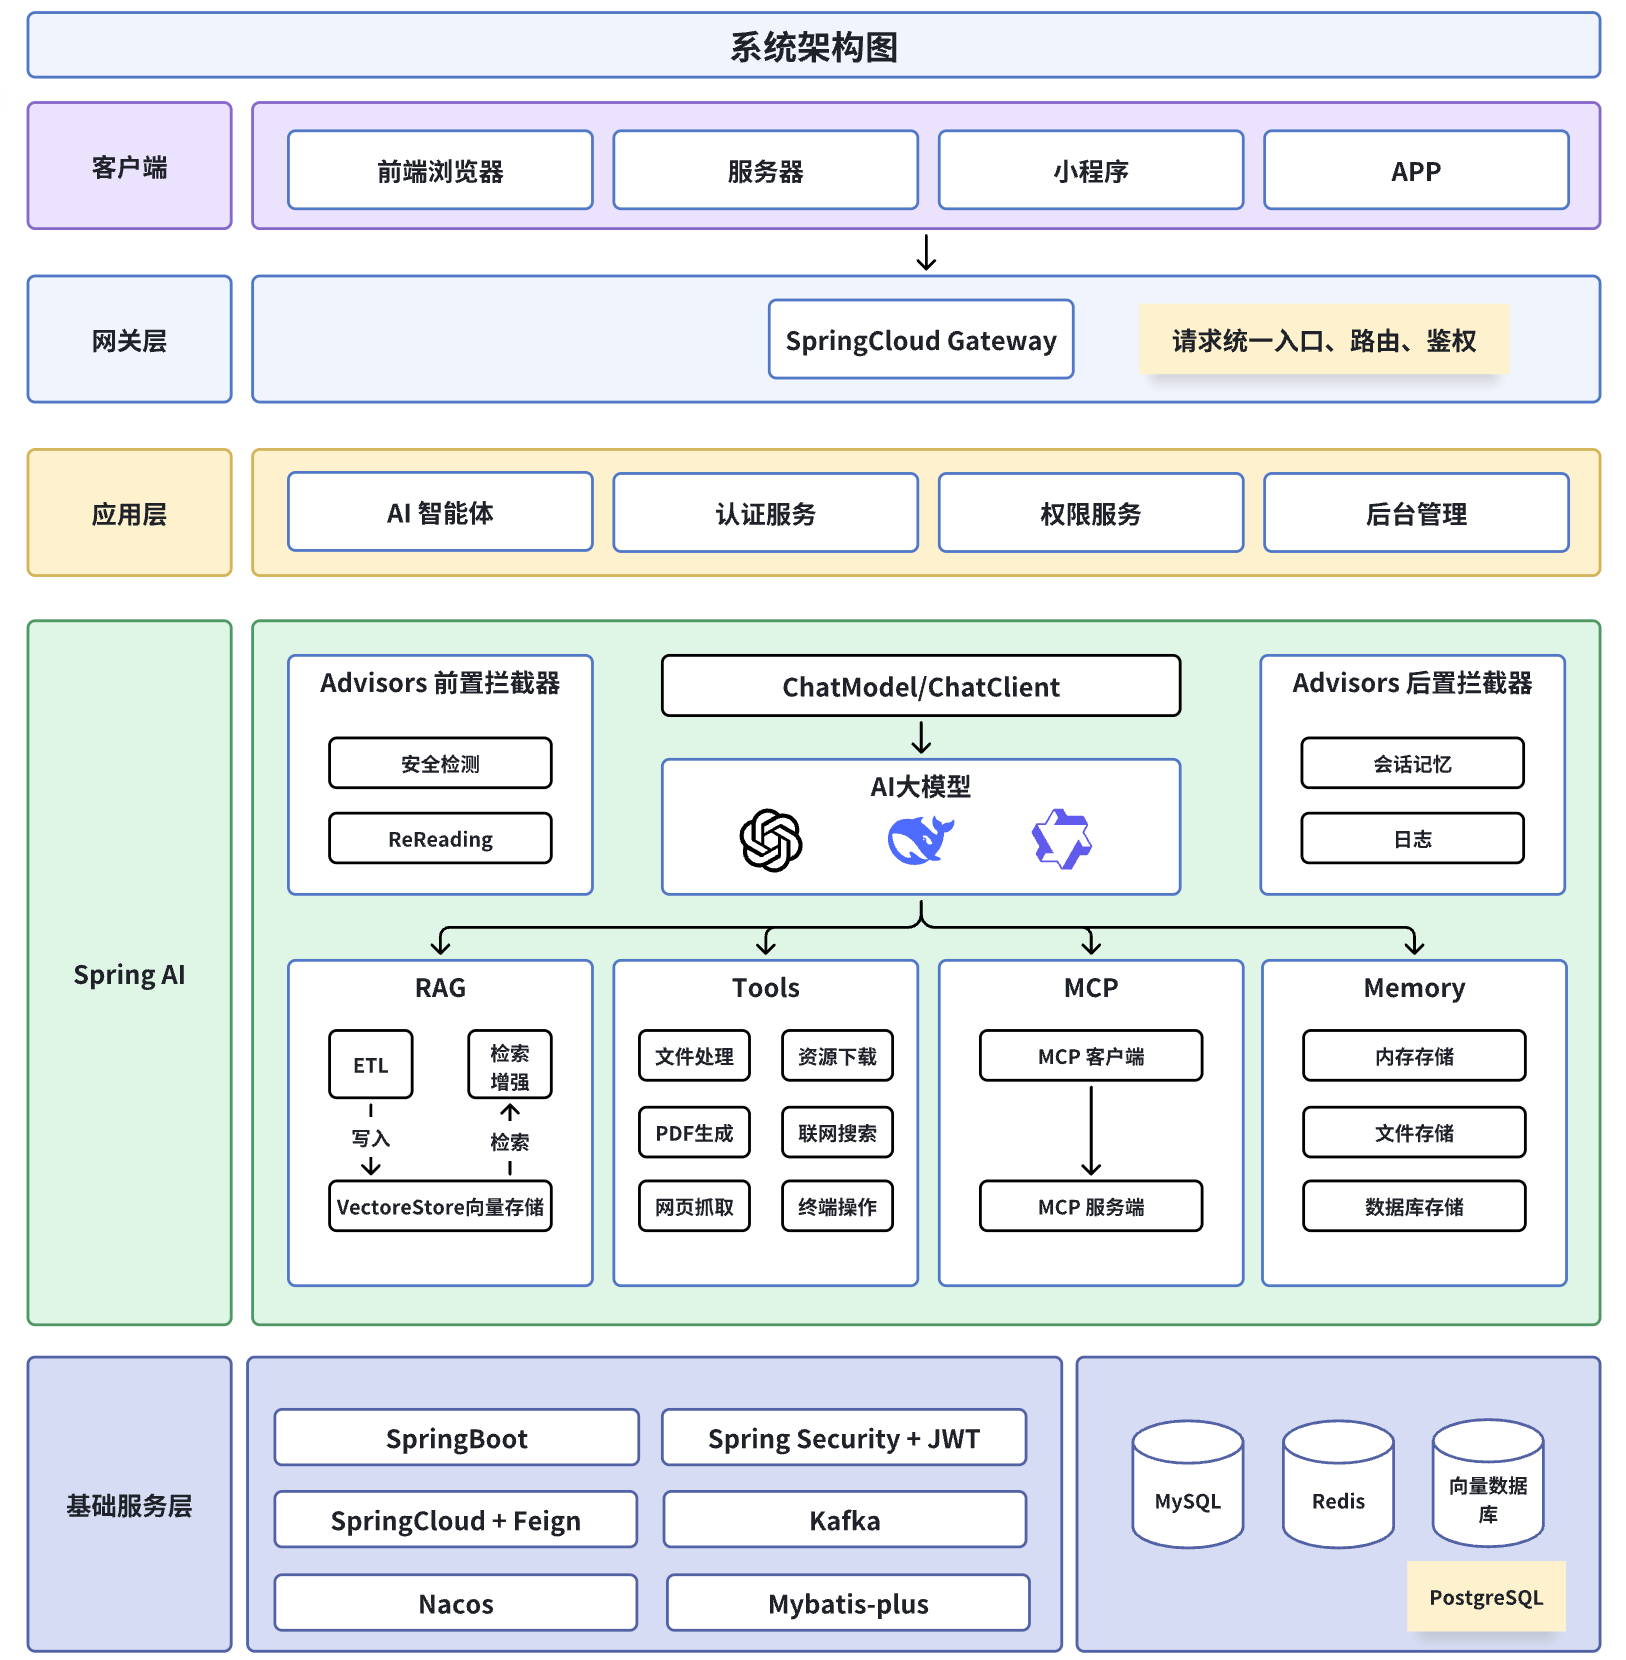 系统架构图
客户端
前端浏览器
服务器
小程序
APP
网关层
SpringCloud Gateway
请求统一入口、路由、鉴权
应用层
AI 智能体
认证服务
权限服务
后台管理
Spring AI
Advisors 前置拦截器
安全检测
ReReading
ChatModel/ChatClient
AI大模型
Advisors 后置拦截器
会话记忆
日志
RAG
ETL
检索
增强
写入
检索
VectoreStore向量存储
Tools
文件处理
资源下载
PDF生成
联网搜索
网页抓取
终端操作
MCP
MCP 客户端
MCP 服务端
Memory
内存存储
文件存储
数据库存储
基础服务层
SpringBoot
Spring Security + JWT
SpringCloud + Feign
Kafka
Nacos
Mybatis-plus
MySQL
Redis
向量数据
库
PostgreSQL